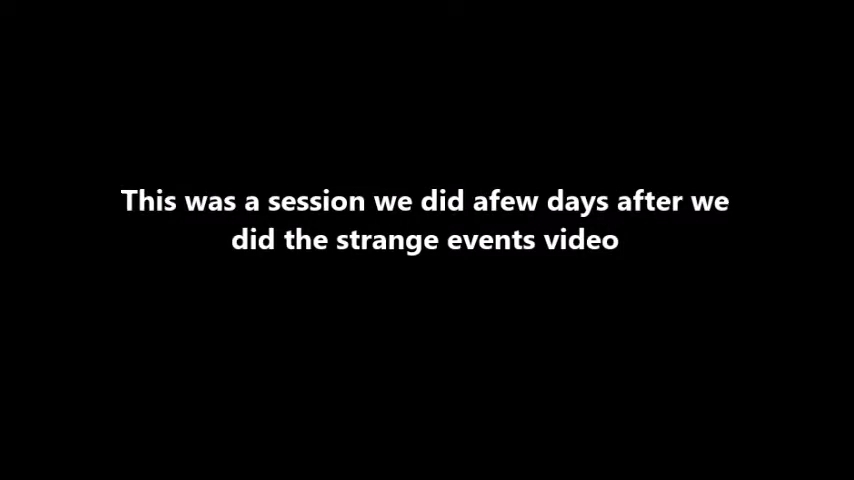 This was a session we did afew days after we
did the strange events video